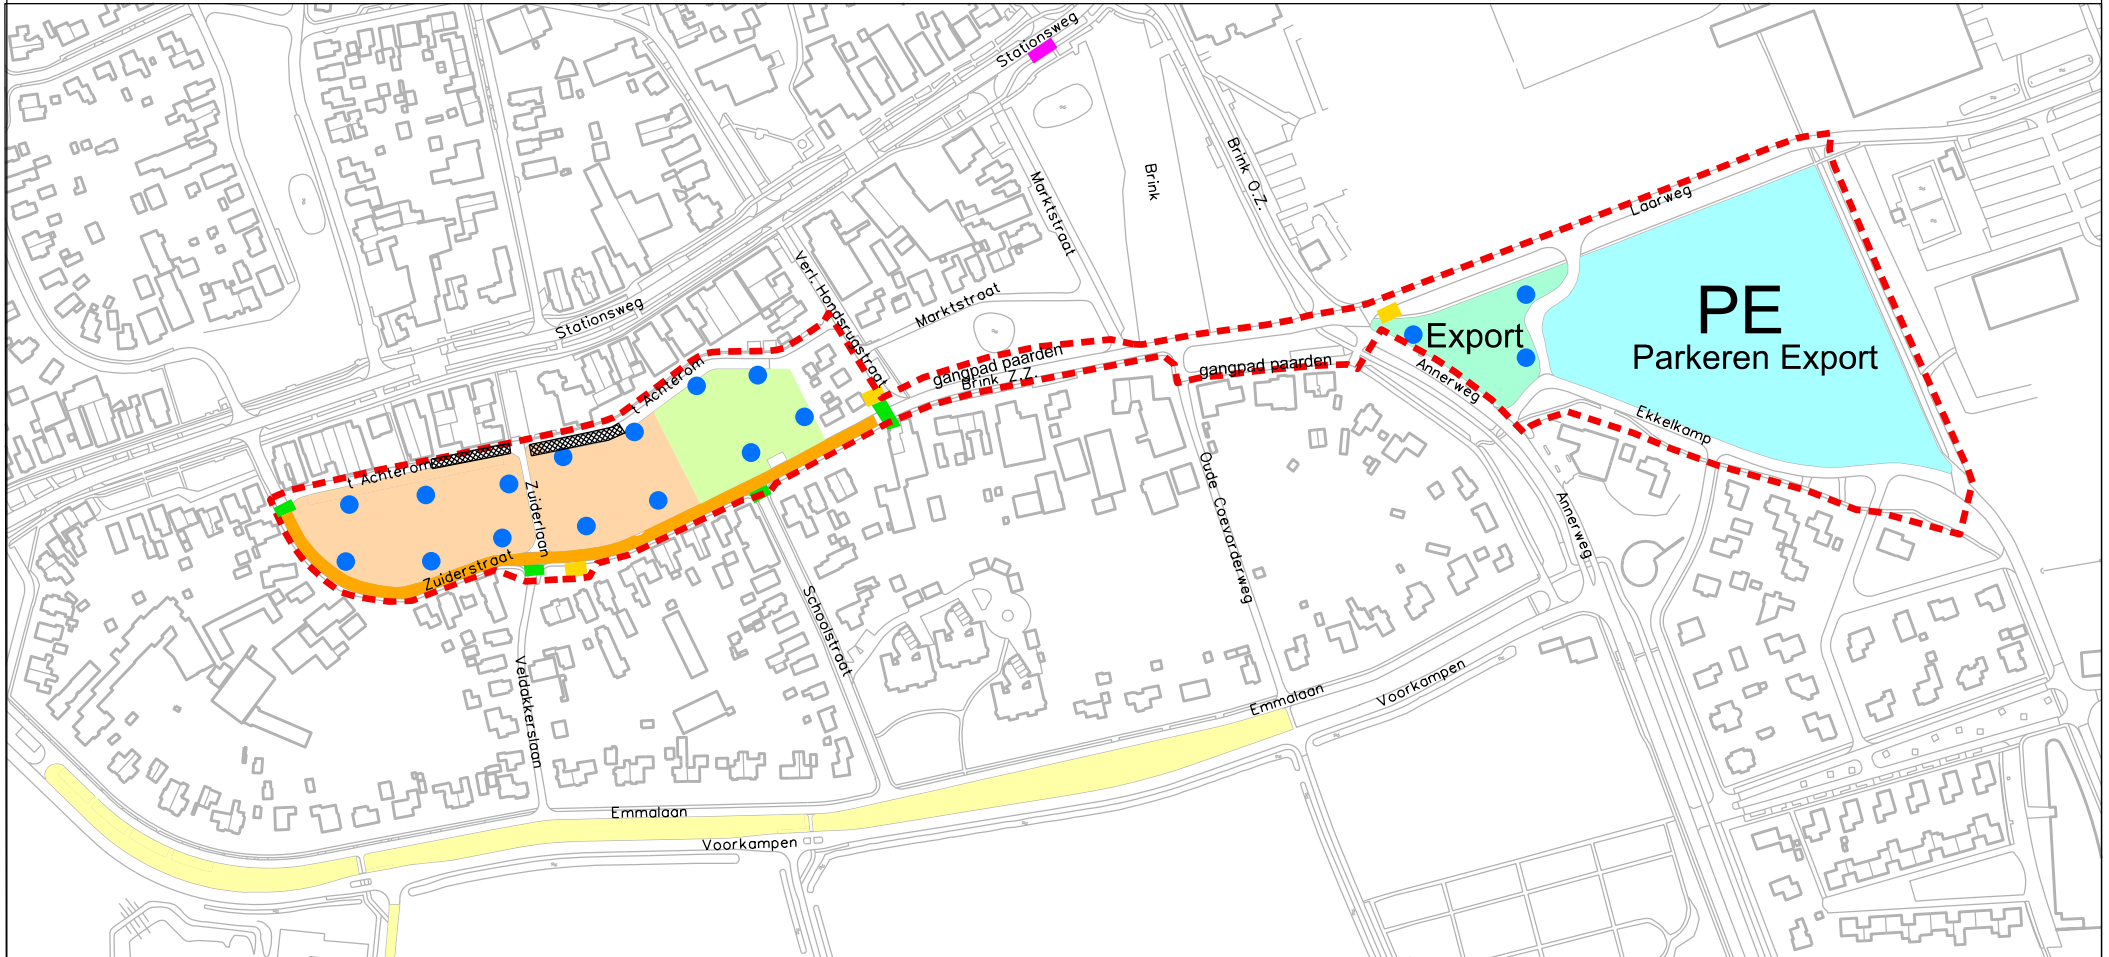 Stationsweg
Brink O.Z.
Brink
Marktstraat
Laarweg
Verl. Hondsrugstraat
Marktstraat
Stationsweg
PE
Parkeren Export
Export
gangpad paarden
Brink Z.Z.
gangpad paarden
Annerweg
't Achterom
Ekkelkamp
't Achterom
Zuiderlaan
Oude Coevorderweg
Annerweg
Zuiderstraat
Schoolstraat
Veldakkerslaan
Emmalaan
Voorkampen
Emmalaan
Voorkampen